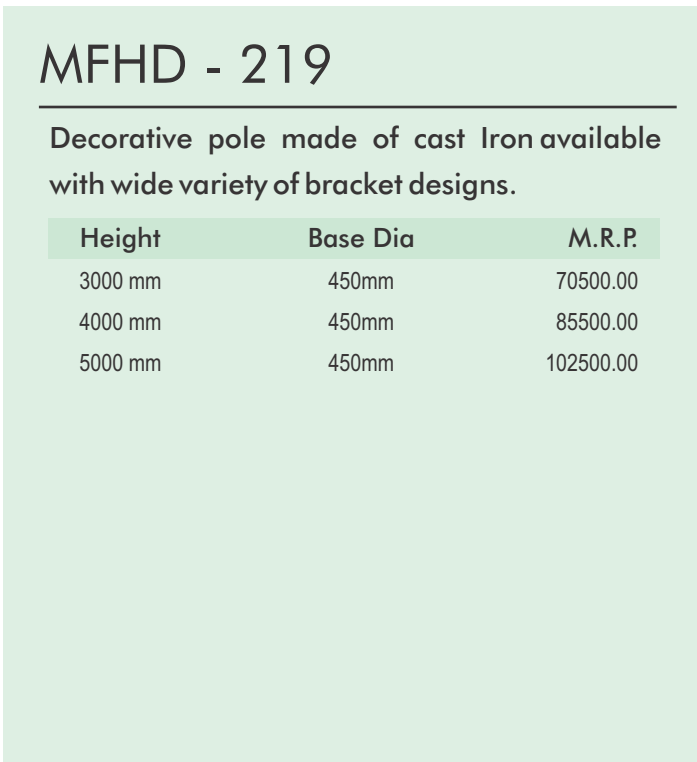 MFHD - 219
Decorative pole made of cast Iron available
with wide variety of bracket designs.
Height Base Dia M.R.P.
3000 mm 450mm 70500.00
4000 mm 450mm 85500.00
5000 mm 450mm 102500.00